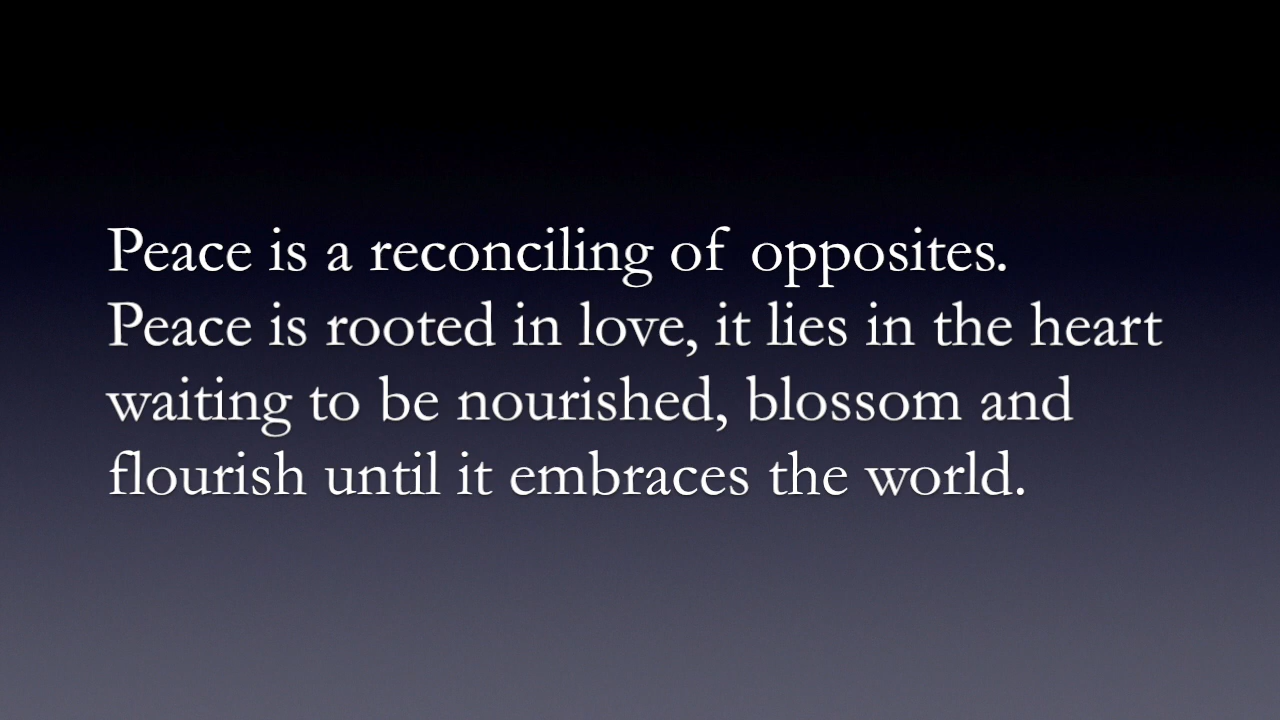 Peace is a reconciling of opposites.
Peace is rooted in love, it lies in the heart
waiting to be nourished, blossom and
flourish until it embraces the world.